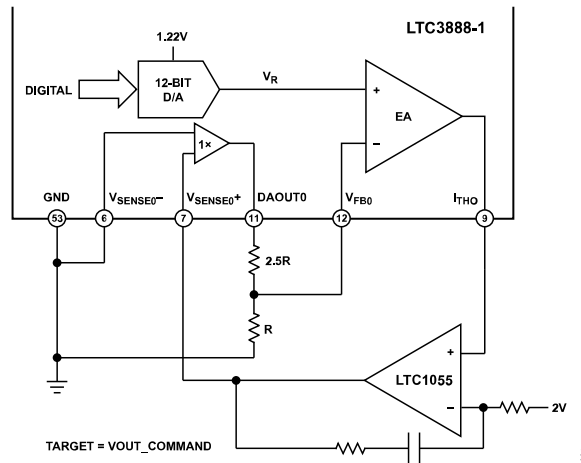 LTC3888-1
1.22V
DIGITAL
12-BIT
D/A
VR
+
EA
−
1×
GND
VSENSE0−
VSENSE0+
DAOUT0
VFB0
ITHO
53
6
7
11
12
9
2.5R
R
+
LTC1055
−
2V
TARGET = VOUT_COMMAND